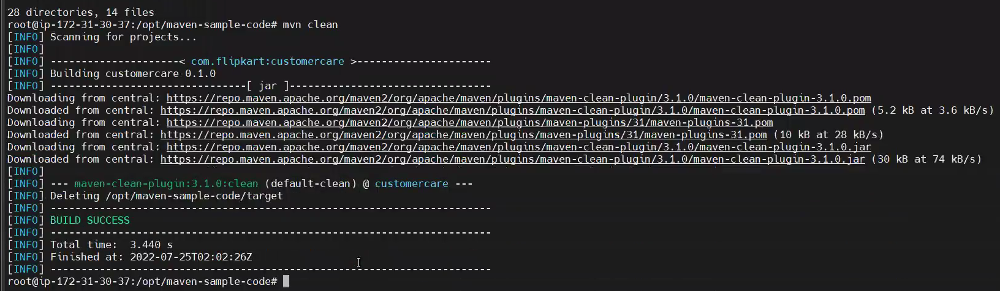 28 directories, 14 files
root@ip-172-31-30-37:/opt/maven-sample-code# mvn clean
[INFO] Scanning for projects...
[INFO]
[INFO] ---------------------< com.flipkart:customercare >----------------------
[INFO] Building customercare 0.1.0
[INFO] --------------------------------[ jar ]---------------------------------
Downloading from central: https://repo.maven.apache.org/maven2/org/apache/maven/plugins/maven-clean-plugin/3.1.0/maven-clean-plugin-3.1.0.pom
Downloaded from central: https://repo.maven.apache.org/maven2/org/apache/maven/plugins/maven-clean-plugin/3.1.0/maven-clean-plugin-3.1.0.pom (5.2 kB at 3.6 kB/s)
Downloading from central: https://repo.maven.apache.org/maven2/org/apache/maven/plugins/maven-plugins/31/maven-plugins-31.pom
Downloaded from central: https://repo.maven.apache.org/maven2/org/apache/maven/plugins/maven-plugins/31/maven-plugins-31.pom (10 kB at 28 kB/s)
Downloading from central: https://repo.maven.apache.org/maven2/org/apache/maven/plugins/maven-clean-plugin/3.1.0/maven-clean-plugin-3.1.0.jar
Downloaded from central: https://repo.maven.apache.org/maven2/org/apache/maven/plugins/maven-clean-plugin/3.1.0/maven-clean-plugin-3.1.0.jar (30 kB at 74 kB/s)
[INFO]
[INFO] --- maven-clean-plugin:3.1.0:clean (default-clean) @ customercare ---
[INFO] Deleting /opt/maven-sample-code/target
[INFO] ------------------------------------------------------------------------
[INFO] BUILD SUCCESS
[INFO] ------------------------------------------------------------------------
[INFO] Total time:  3.440 s
[INFO] Finished at: 2022-07-25T02:02:26Z
[INFO] ------------------------------------------------------------------------
root@ip-172-31-30-37:/opt/maven-sample-code#